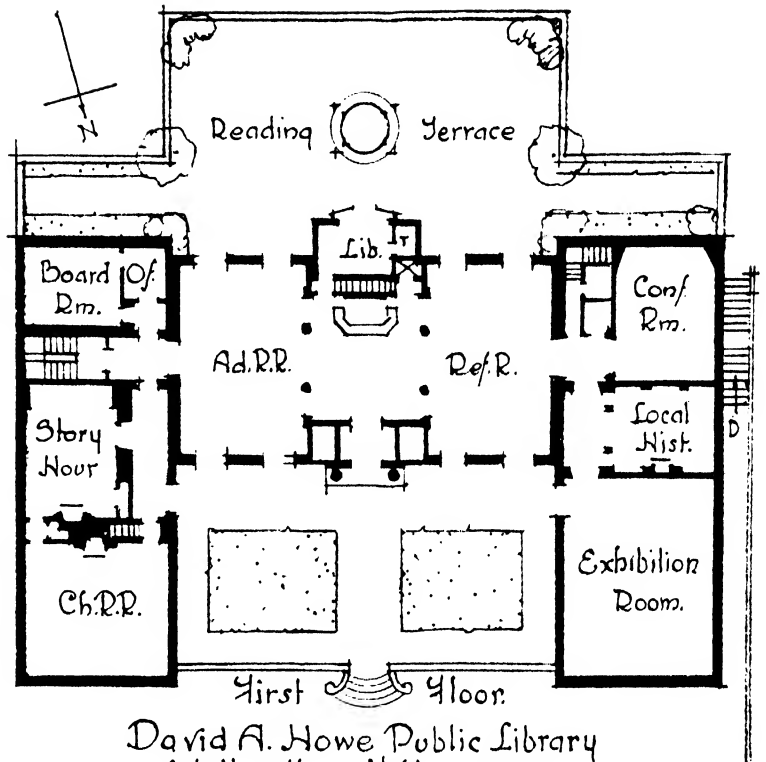 N
Reading Terrace
Lib.
T
Board
Rm.
Of.
Conf.
Rm.
Ad.R.R.
Ref.R.
Story
Hour
Local
Hist.
D
Ch.R.R.
Exhibition
Room.
First Floor.
David A. Howe Public Library